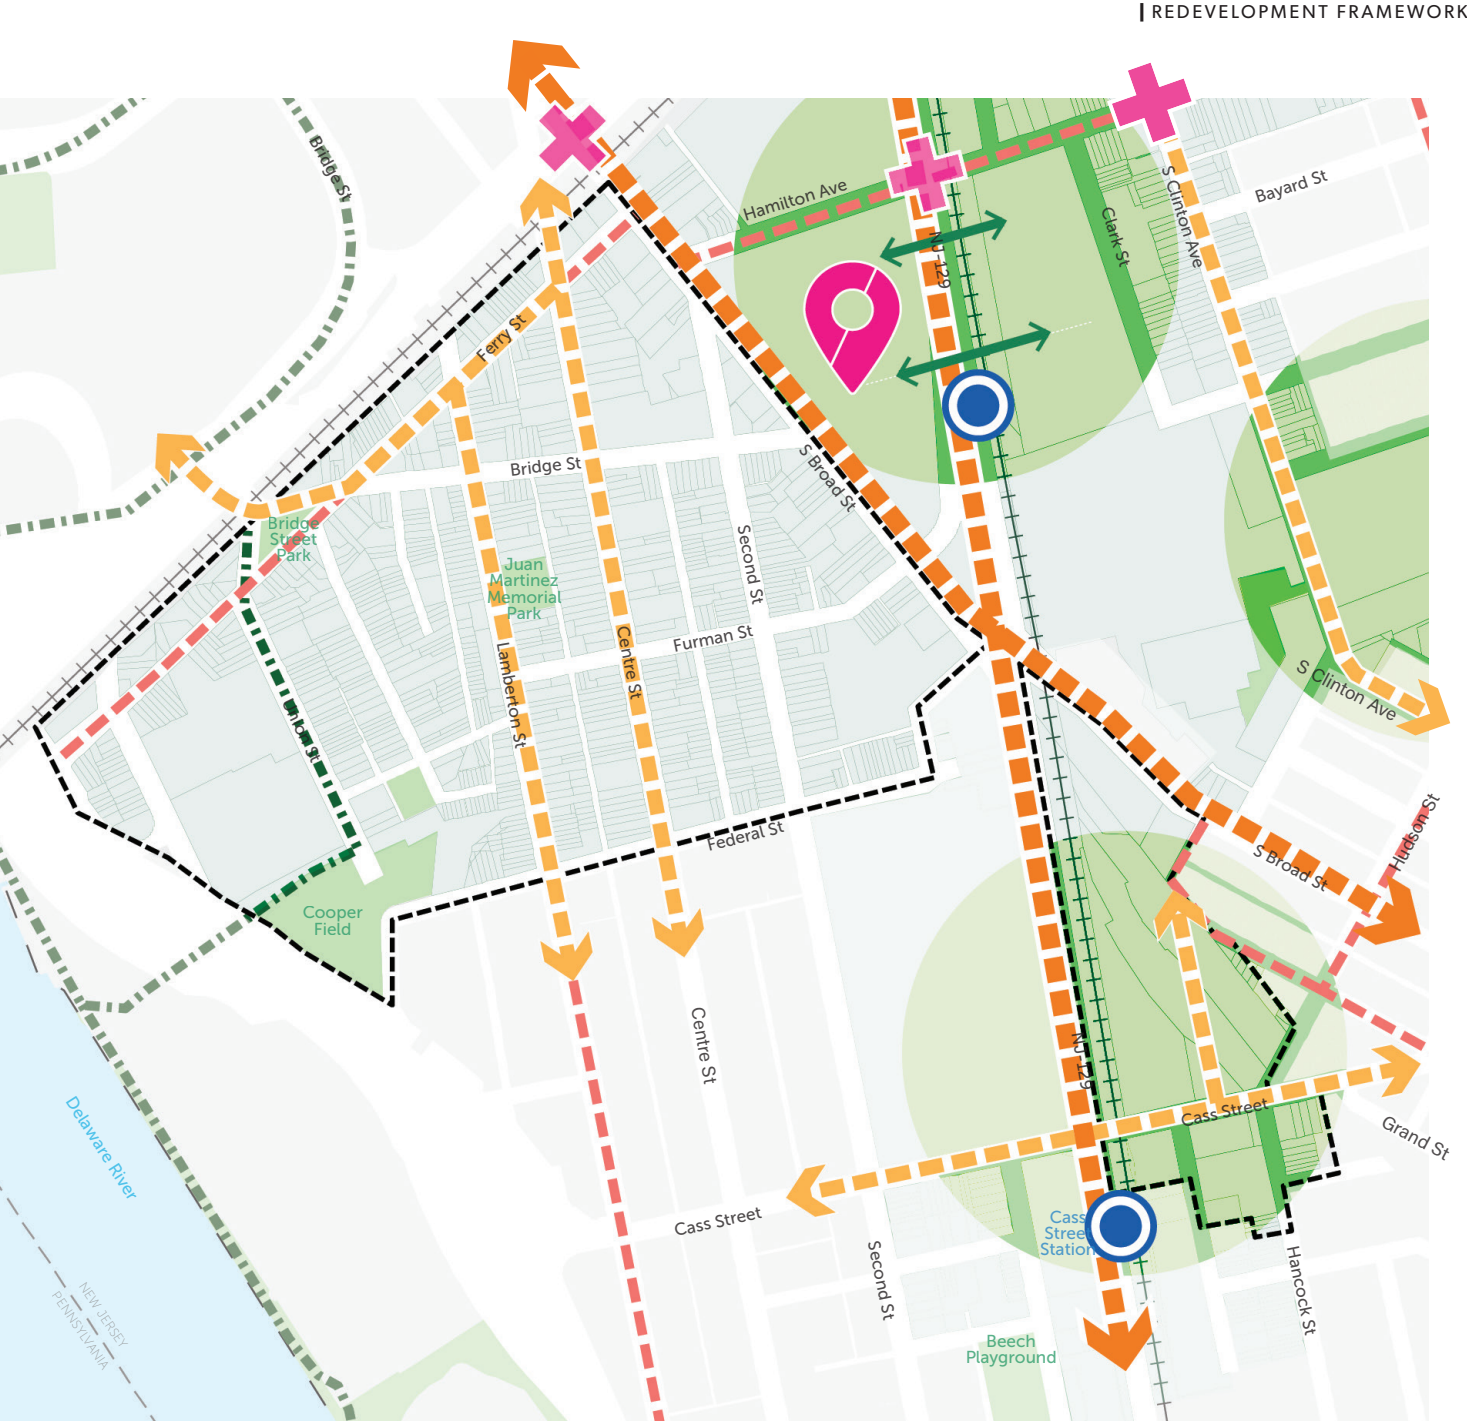 REDEVELOPMENT FRAMEWORK
Bridge St
Hamilton Ave
S Clinton Ave
Bayard St
Clark St
NJ-129
Ferry St
Bridge St
S Broad St
Bridge
Street
Park
Juan
Martinez
Memorial
Park
Second St
Furman St
Centre St
Lamberton St
Union St
S Clinton Ave
Federal St
Hudson St
S Broad St
Cooper
Field
Centre St
NJ-129
Cass Street
Grand St
Delaware River
Cass Street
Cass
Street
Station
Second St
Hancock St
NEW JERSEY
PENNSYLVANIA
Beech
Playground